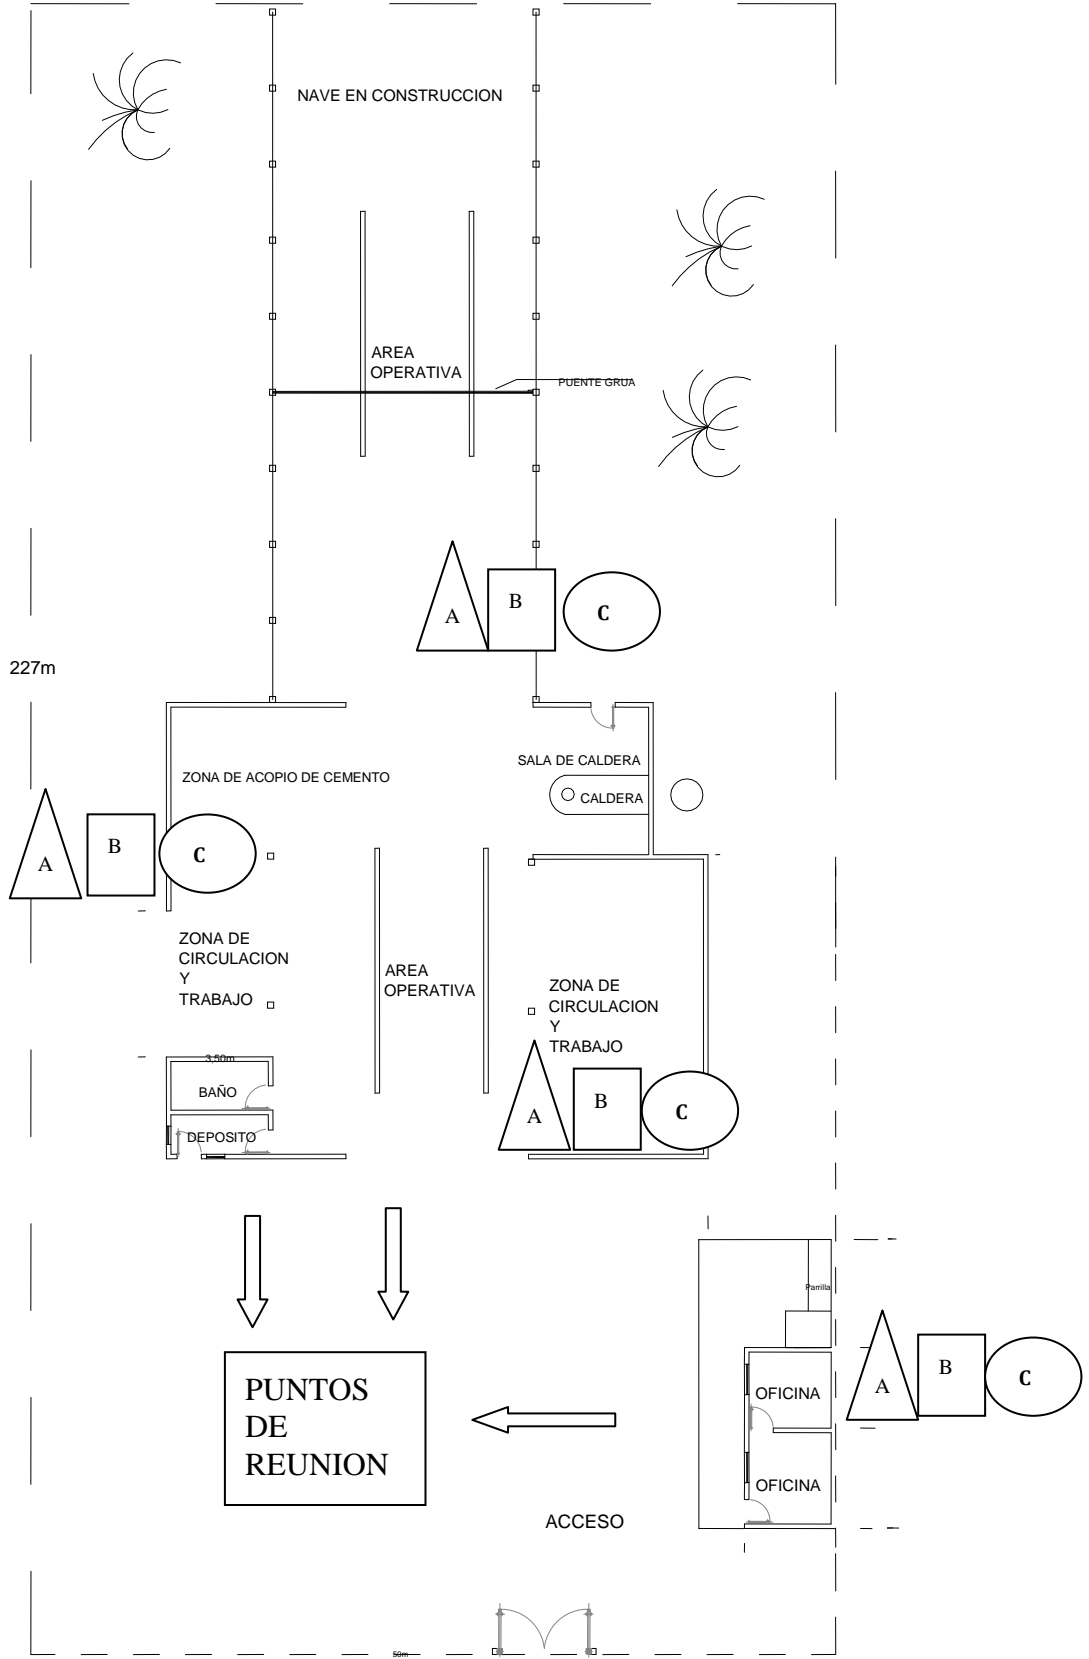 NAVE EN CONSTRUCCION
AREA
OPERATIVA
PUENTE GRUA
A
B
C
227m
ZONA DE ACOPIO DE CEMENTO
SALA DE CALDERA
CALDERA
A
B
C
ZONA DE
CIRCULACION
Y
TRABAJO
AREA
OPERATIVA
ZONA DE
CIRCULACION
Y
TRABAJO
3,50m
BAÑO
DEPOSITO
A
B
C
Parrilla
PUNTOS
DE
REUNION
OFICINA
A
B
C
OFICINA
ACCESO
50m